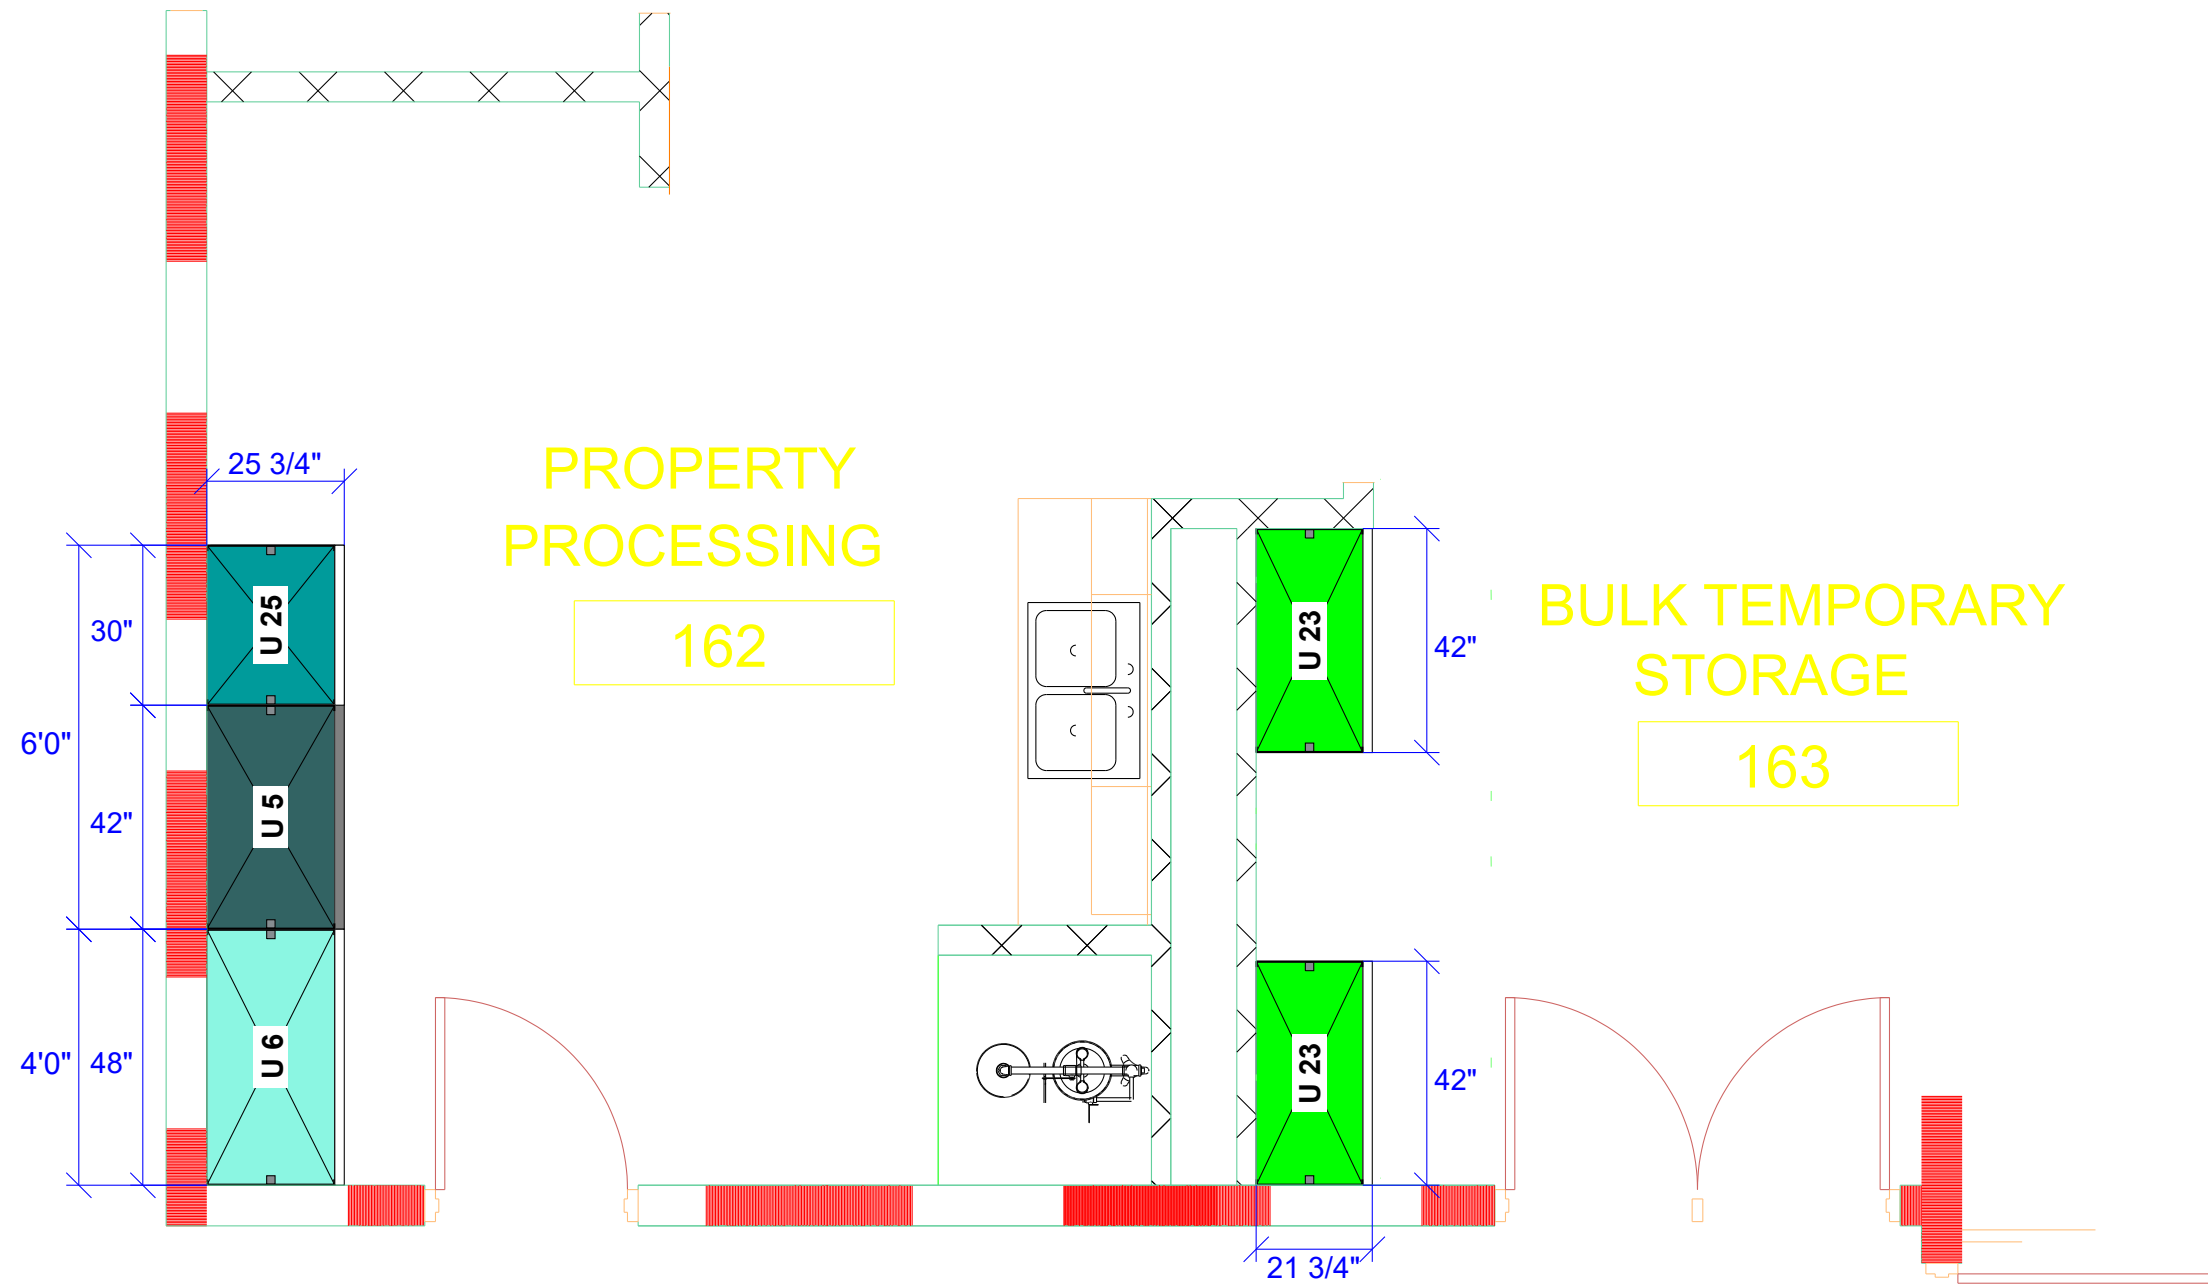 25 3/4"
PROPERTY
PROCESSING
162
BULK TEMPORARY
STORAGE
163
30"
6'0"
42"
4'0"
48"
U 25
U 5
U 6
U 23
42"
U 23
42"
21 3/4"